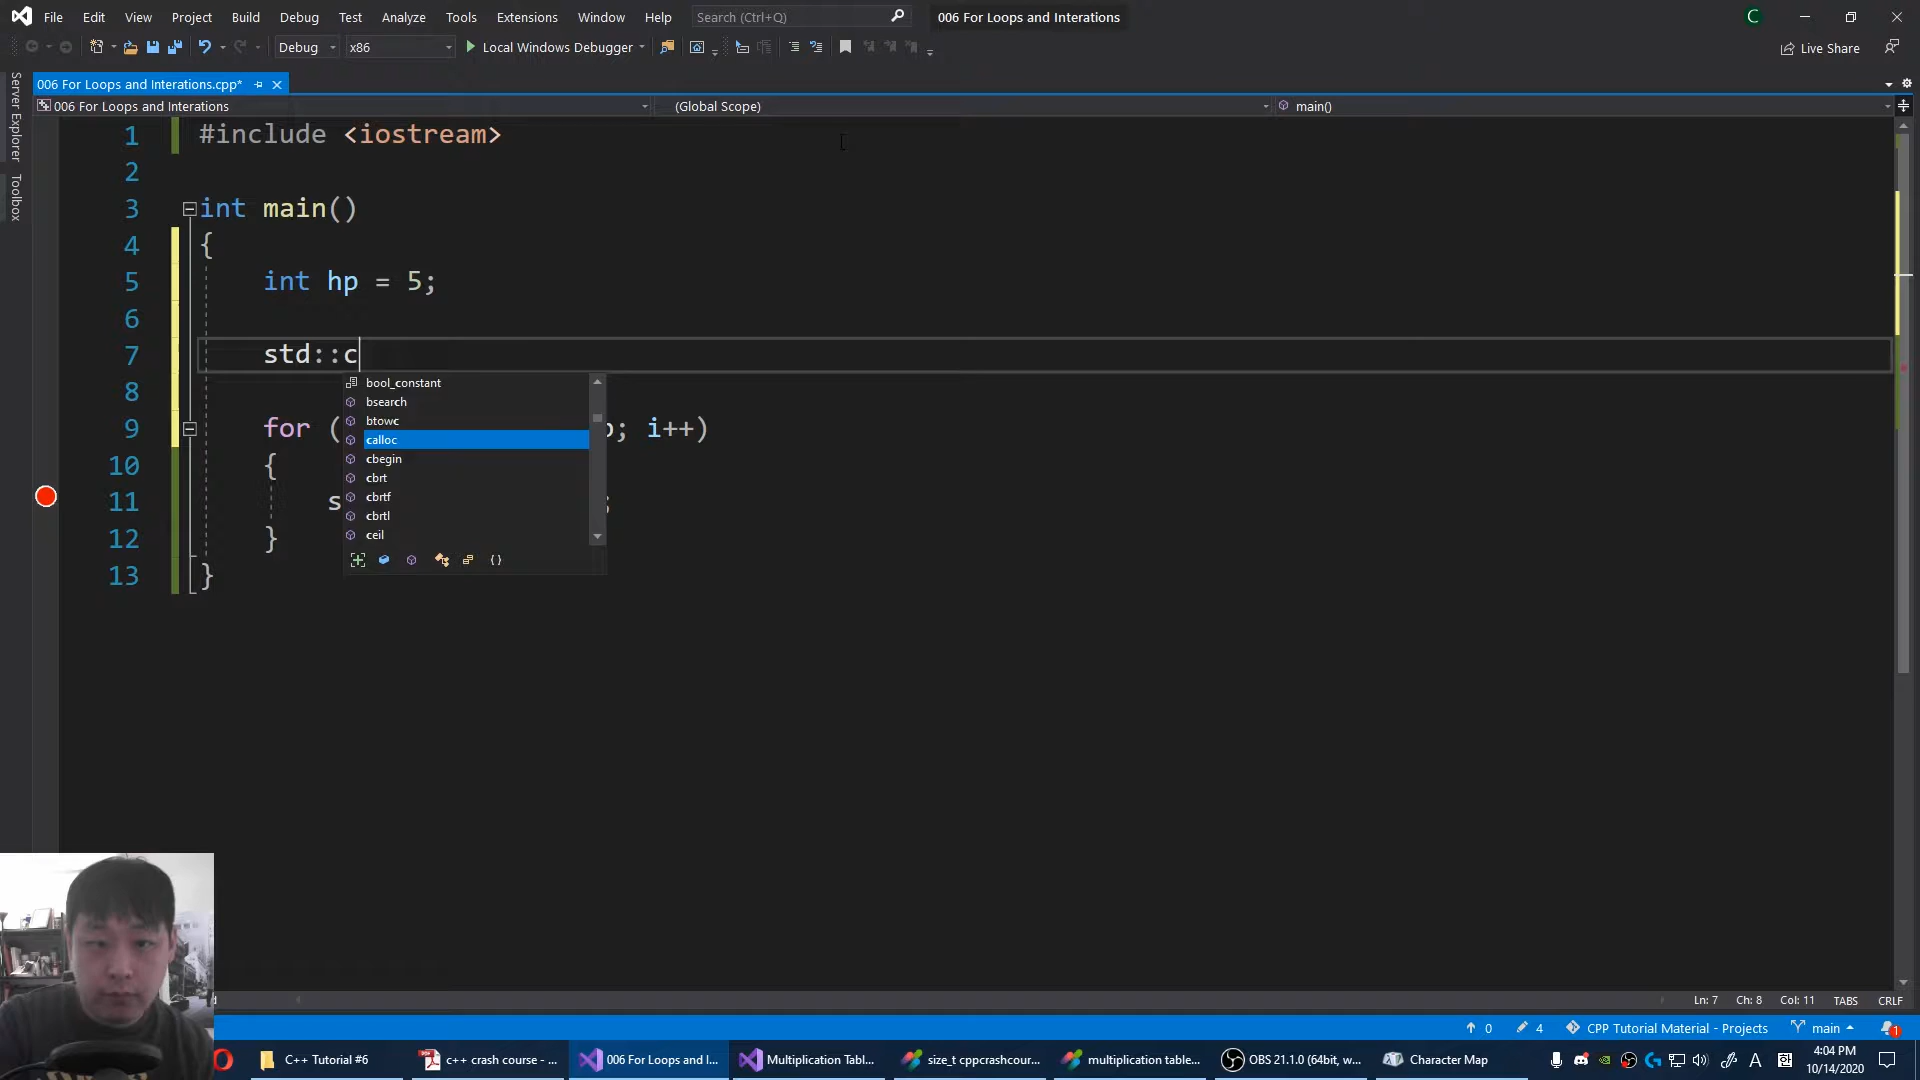 File Edit View Project Build Debug Test Analyze Tools Extensions Window Help Search (Ctrl+Q) 006 For Loops and Interations C
Debug x86 Local Windows Debugger Live Share
006 For Loops and Interations.cpp*
006 For Loops and Interations (Global Scope) main()
Server Explorer
Toolbox
1 #include <iostream>
2
3 int main()
4 {
5 int hp = 5;
6
7 std::c
8
9 for ( ; i++)
10 {
11 s ;
12 }
13 }
bool_constant
bsearch
btowc
calloc
cbegin
cbrt
cbrtf
cbrtl
ceil
Ln: 7 Ch: 8 Col: 11 TABS CRLF
0 4 CPP Tutorial Material - Projects main 1
C++ Tutorial #6 c++ crash course - ... 006 For Loops and I... Multiplication Tabl... size_t cppcrashcour... multiplication table... OBS 21.1.0 (64bit, w... Character Map A 한 4:04 PM
10/14/2020